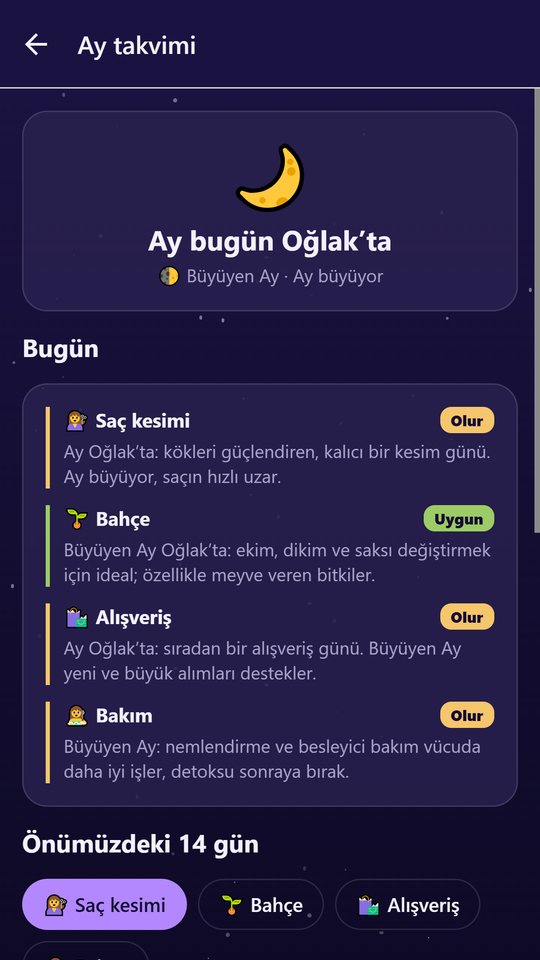 Ay takvimi
Ay bugün Oğlak’ta
Büyüyen Ay · Ay büyüyor
Bugün
Saç kesimi
Olur
Ay Oğlak’ta: kökleri güçlendiren, kalıcı bir kesim günü.
Ay büyüyor, saçın hızlı uzar.
Bahçe
Uygun
Büyüyen Ay Oğlak’ta: ekim, dikim ve saksı değiştirmek
için ideal; özellikle meyve veren bitkiler.
Alışveriş
Olur
Ay Oğlak’ta: sıradan bir alışveriş günü. Büyüyen Ay
yeni ve büyük alımları destekler.
Bakım
Olur
Büyüyen Ay: nemlendirme ve besleyici bakım vücuda
daha iyi işler, detoksu sonraya bırak.
Önümüzdeki 14 gün
Saç kesimi
Bahçe
Alışveriş